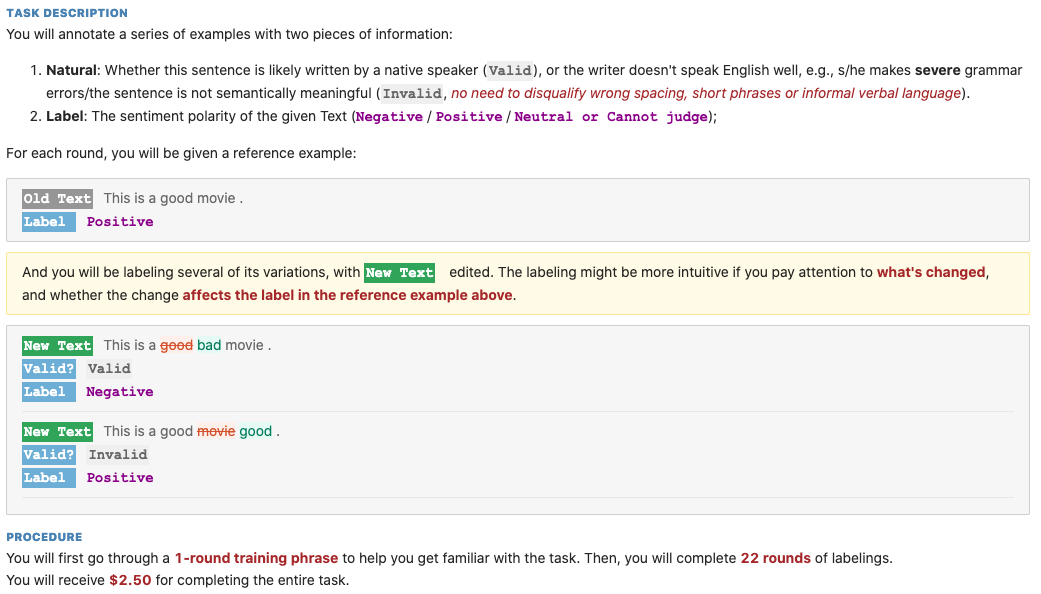 TASK DESCRIPTION
You will annotate a series of examples with two pieces of information:
1. Natural: Whether this sentence is likely written by a native speaker (Valid), or the writer doesn't speak English well, e.g., s/he makes severe grammar
errors/the sentence is not semantically meaningful (Invalid, no need to disqualify wrong spacing, short phrases or informal verbal language).
2. Label: The sentiment polarity of the given Text (Negative / Positive / Neutral or Cannot judge);
For each round, you will be given a reference example:
Old Text This is a good movie .
Label Positive
And you will be labeling several of its variations, with New Text edited. The labeling might be more intuitive if you pay attention to what's changed,
and whether the change affects the label in the reference example above.
New Text This is a good bad movie .
Valid? Valid
Label Negative
New Text This is a good movie good .
Valid? Invalid
Label Positive
PROCEDURE
You will first go through a 1-round training phrase to help you get familiar with the task. Then, you will complete 22 rounds of labelings.
You will receive $2.50 for completing the entire task.